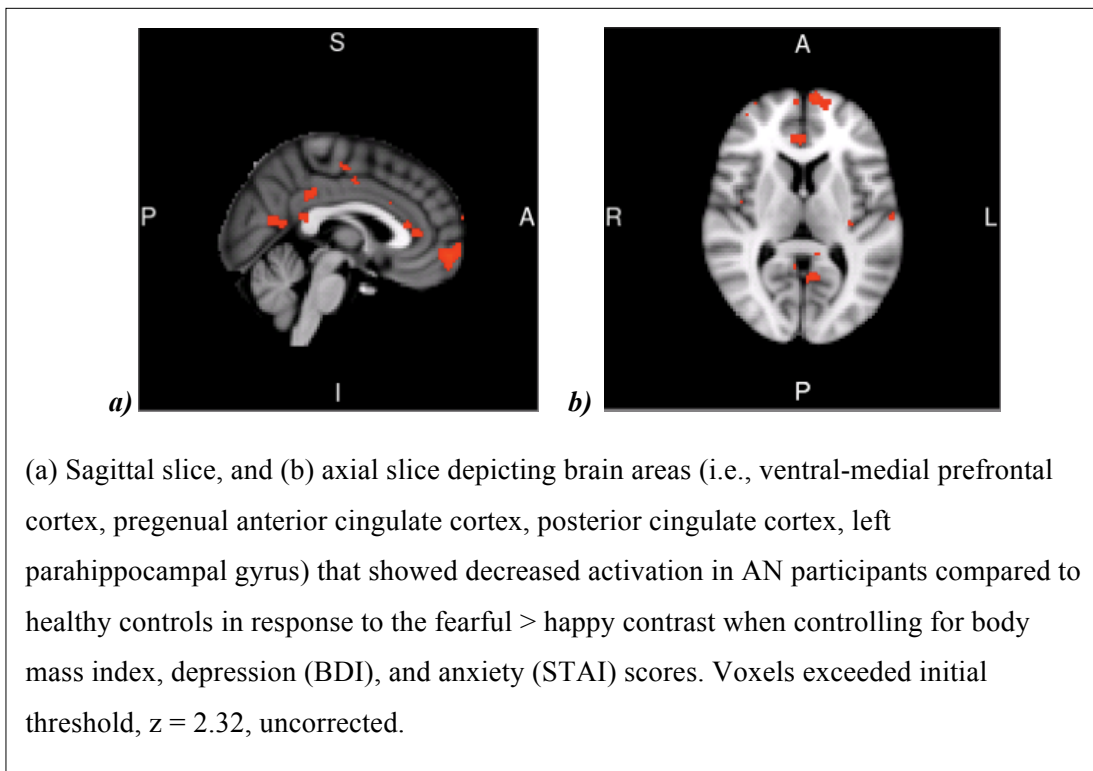 S
A
P
A
R
L
I
P
a)
b)
(a) Sagittal slice, and (b) axial slice depicting brain areas (i.e., ventral-medial prefrontal
cortex, pregenual anterior cingulate cortex, posterior cingulate cortex, left
parahippocampal gyrus) that showed decreased activation in AN participants compared to
healthy controls in response to the fearful > happy contrast when controlling for body
mass index, depression (BDI), and anxiety (STAI) scores. Voxels exceeded initial
threshold, z = 2.32, uncorrected.